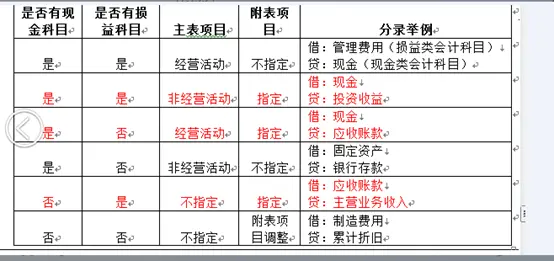 是否有现金科目 是否有损益科目 主表项目 附表项目 分录举例
是 是 经营活动 不指定 借：管理费用（损益类会计科目）
贷：现金（现金类会计科目）
是 是 非经营活动 指定 借：现金
贷：投资收益
是 否 经营活动 指定 借：现金
贷：应收账款
是 否 非经营活动 不指定 借：固定资产
贷：银行存款
否 是 不指定 指定 借：应收账款
贷：主营业务收入
否 否 不指定 附表项目调整 借：制造费用
贷：累计折旧